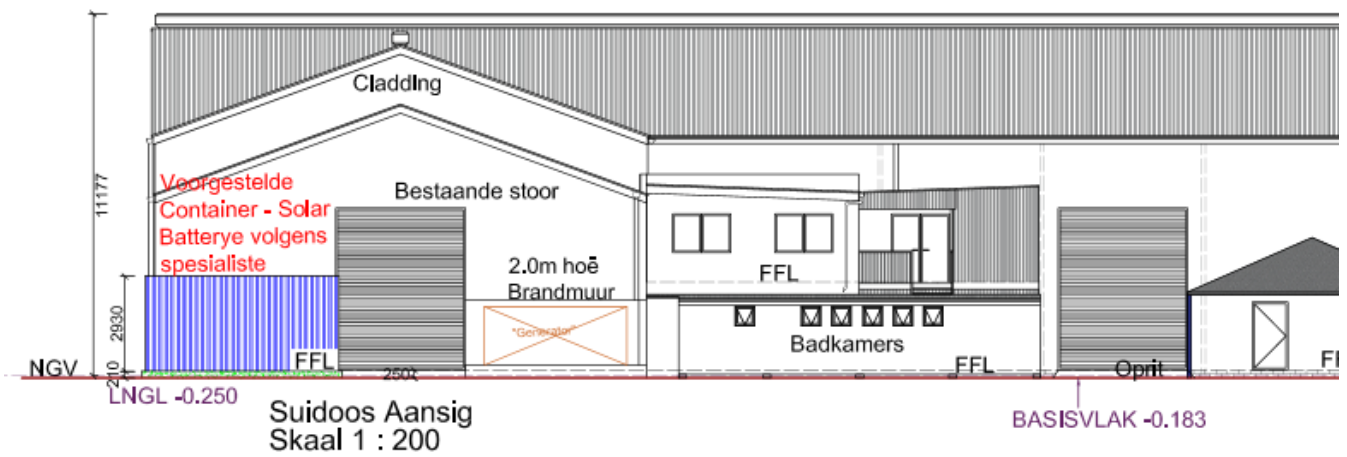 Cladding
11177
Voorgestelde
Container - Solar
Batterye volgens
spesialiste
Bestaande stoor
2.0m hoë
Brandmuur
FFL
"Generator"
2930
Badkamers
FFL
FFL
Oprit
NGV
210
LNGL -0.250
BASISVLAK -0.183
Suidoos Aansig
Skaal 1 : 200